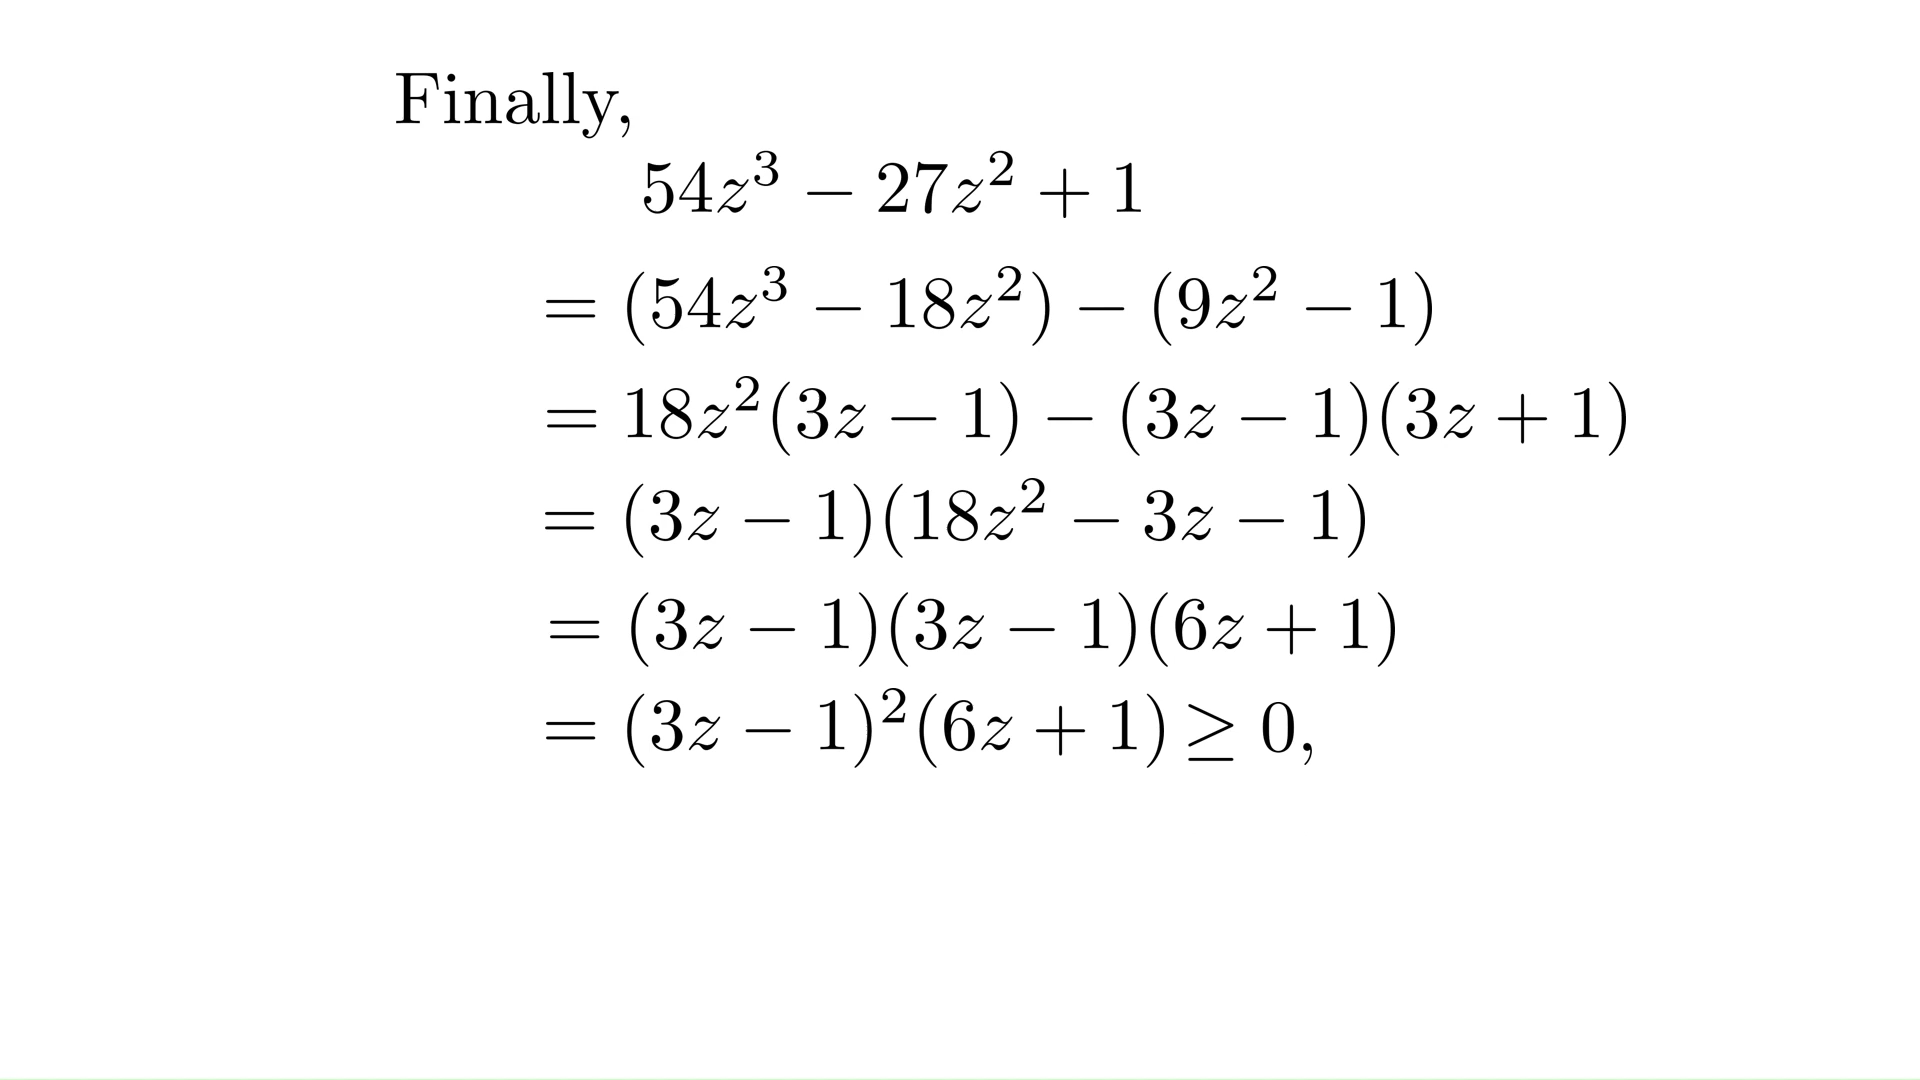 Finally,
54z³ − 27z² + 1
= (54z³ − 18z²) − (9z² − 1)
= 18z²(3z − 1) − (3z − 1)(3z + 1)
= (3z − 1)(18z² − 3z − 1)
= (3z − 1)(3z − 1)(6z + 1)
= (3z − 1)²(6z + 1) ≥ 0,